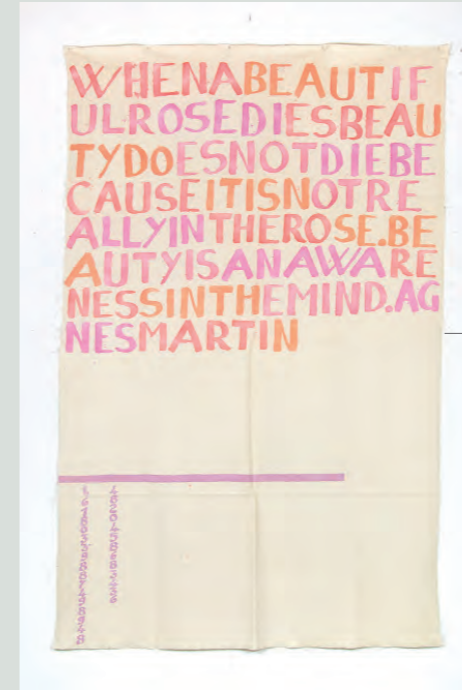 WHENABEAUTIF
ULROSEDIESBEAU
TYDOESNOTDIEBE
CAUSEITISNOTRE
ALLYINTHEROSE.BE
AUTYISANAWARE
NESSINTHEMIND.AG
NESMARTIN